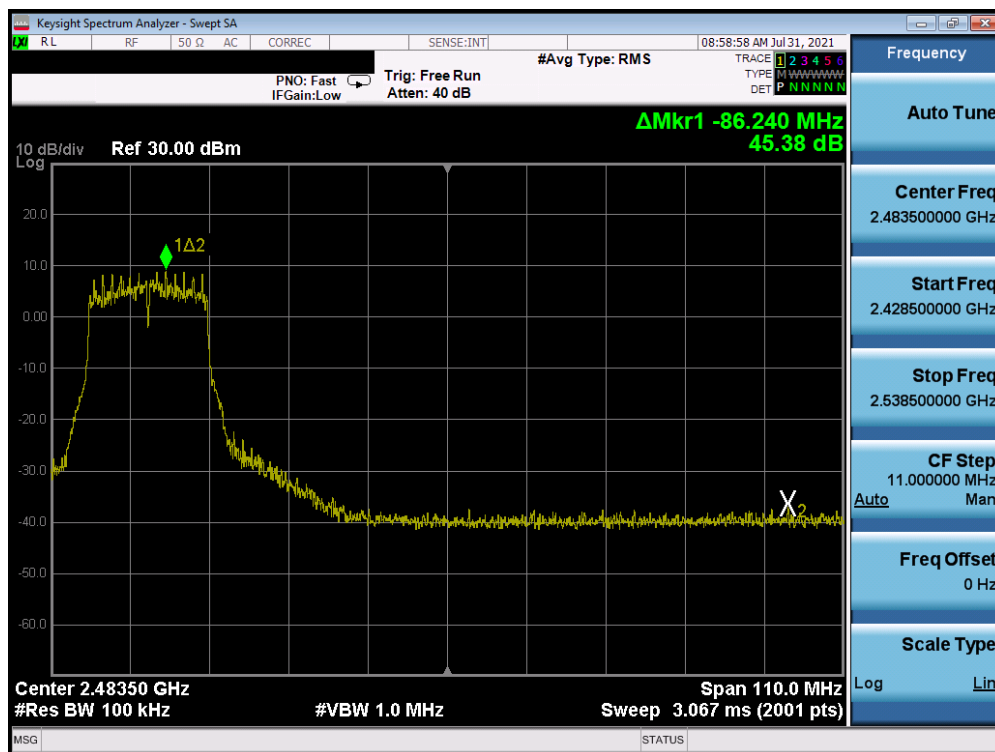 Keysight Spectrum Analyzer - Swept SA
LXI RL RF 50 Ω AC CORREC SENSE:INT 08:58:58 AM Jul 31, 2021
#Avg Type: RMS
TRACE 1 2 3 4 5 6
TYPE M W W W W W
DET P N N N N N
PNO: Fast
IFGain:Low
Trig: Free Run
Atten: 40 dB
ΔMkr1 -86.240 MHz
45.38 dB
10 dB/div Ref 30.00 dBm
Log
20.0
10.0
0.00
-10.0
-20.0
-30.0
-40.0
-50.0
-60.0
1Δ2
X2
Center 2.48350 GHz Span 110.0 MHz
#Res BW 100 kHz #VBW 1.0 MHz Sweep 3.067 ms (2001 pts)
MSG STATUS
Frequency
Auto Tune
Center Freq
2.483500000 GHz
Start Freq
2.428500000 GHz
Stop Freq
2.538500000 GHz
CF Step
11.000000 MHz
Auto Man
Freq Offset
0 Hz
Scale Type
Log Lin